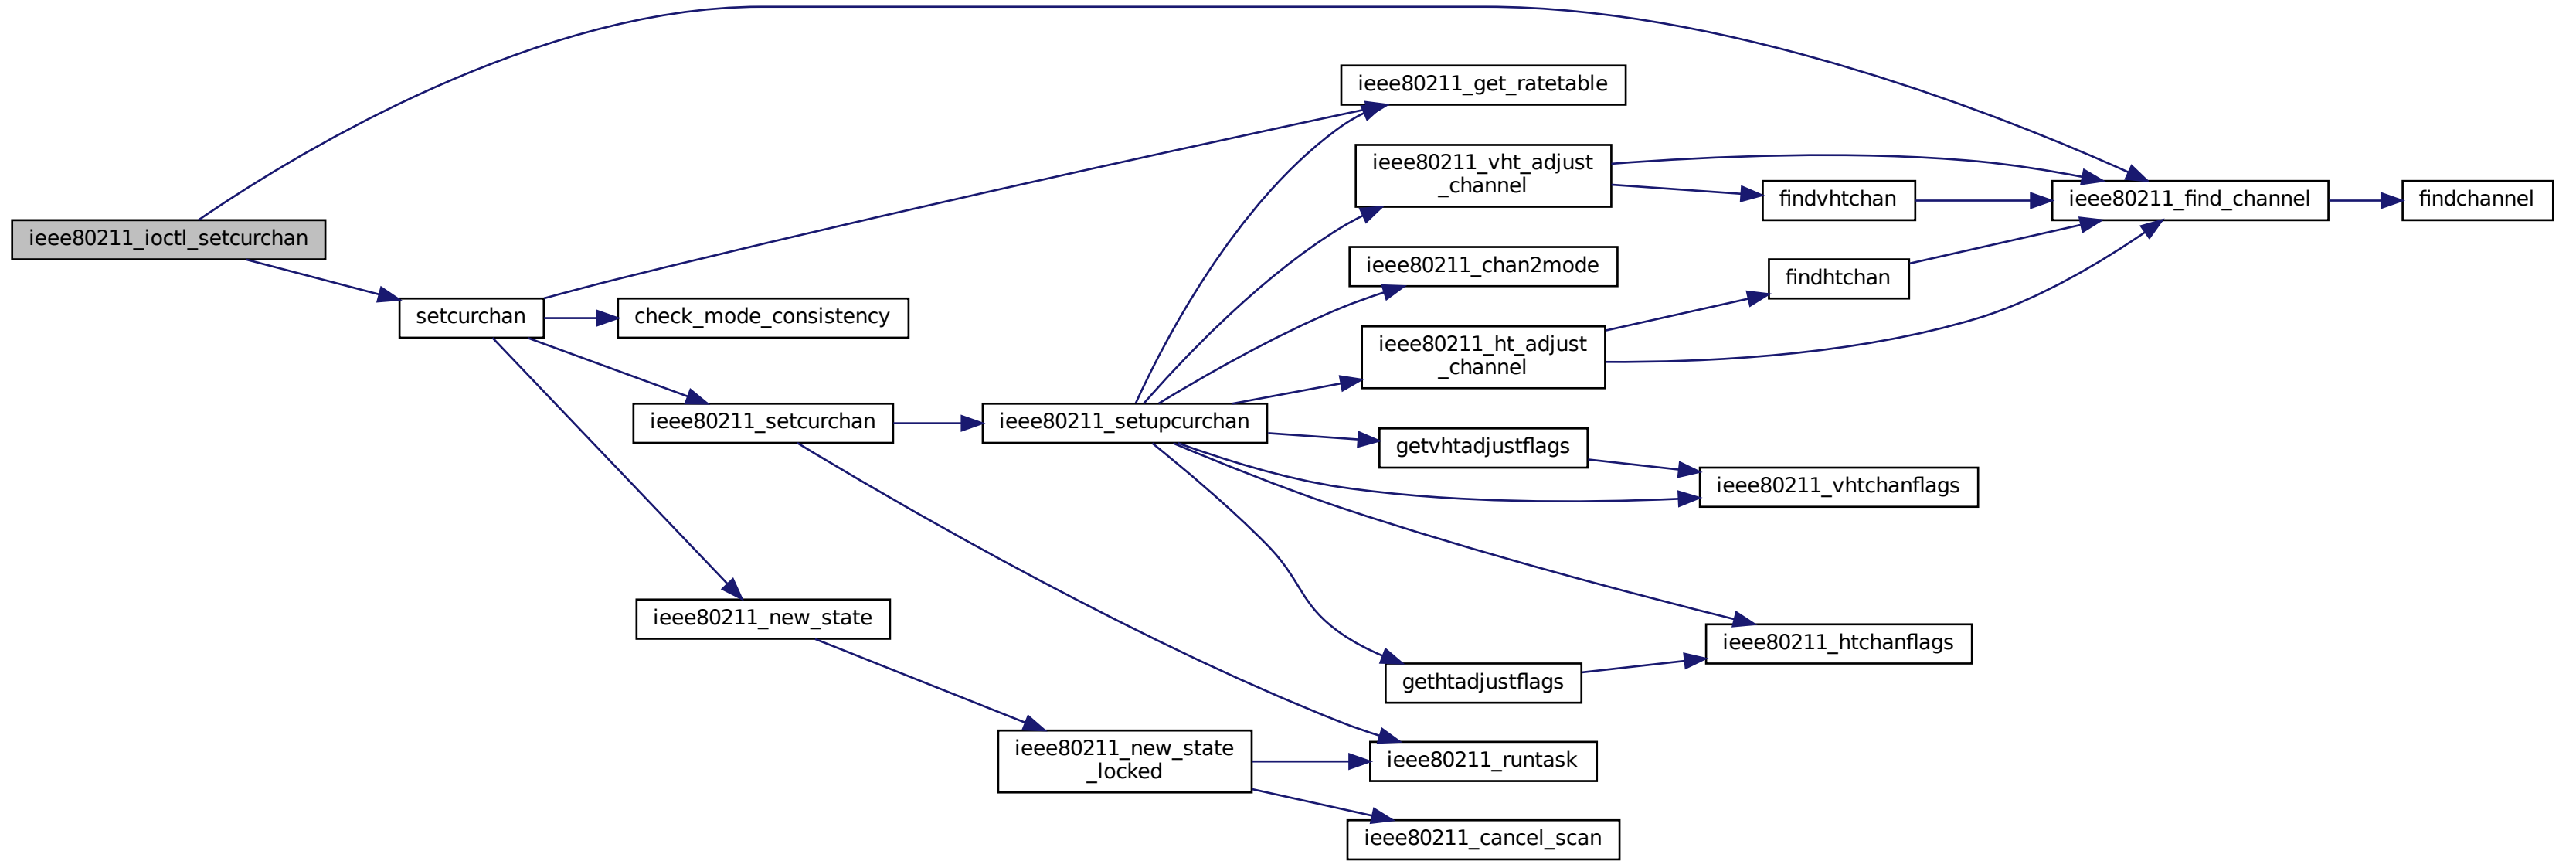 ieee80211_get_ratetable
ieee80211_vht_adjust
_channel
findvhtchan
ieee80211_find_channel
findchannel
ieee80211_ioctl_setcurchan
ieee80211_chan2mode
findhtchan
setcurchan
check_mode_consistency
ieee80211_ht_adjust
_channel
ieee80211_setcurchan
ieee80211_setupcurchan
getvhtadjustflags
ieee80211_vhtchanflags
ieee80211_new_state
ieee80211_htchanflags
gethtadjustflags
ieee80211_new_state
_locked
ieee80211_runtask
ieee80211_cancel_scan